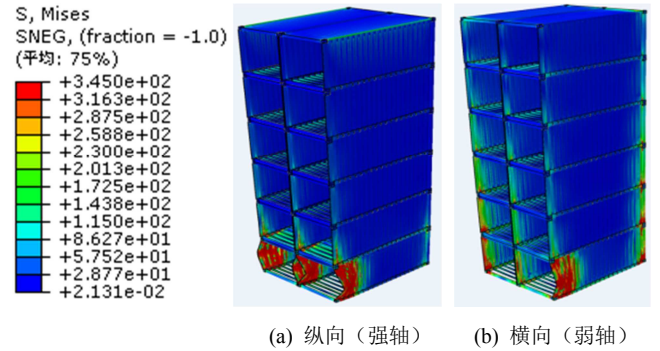 S, Mises
SNEG, (fraction = -1.0)
(平均: 75%)
+3.450e+02
+3.163e+02
+2.875e+02
+2.588e+02
+2.300e+02
+2.013e+02
+1.725e+02
+1.438e+02
+1.150e+02
+8.627e+01
+5.752e+01
+2.877e+01
+2.131e-02
(a) 纵向（强轴） (b) 横向（弱轴）